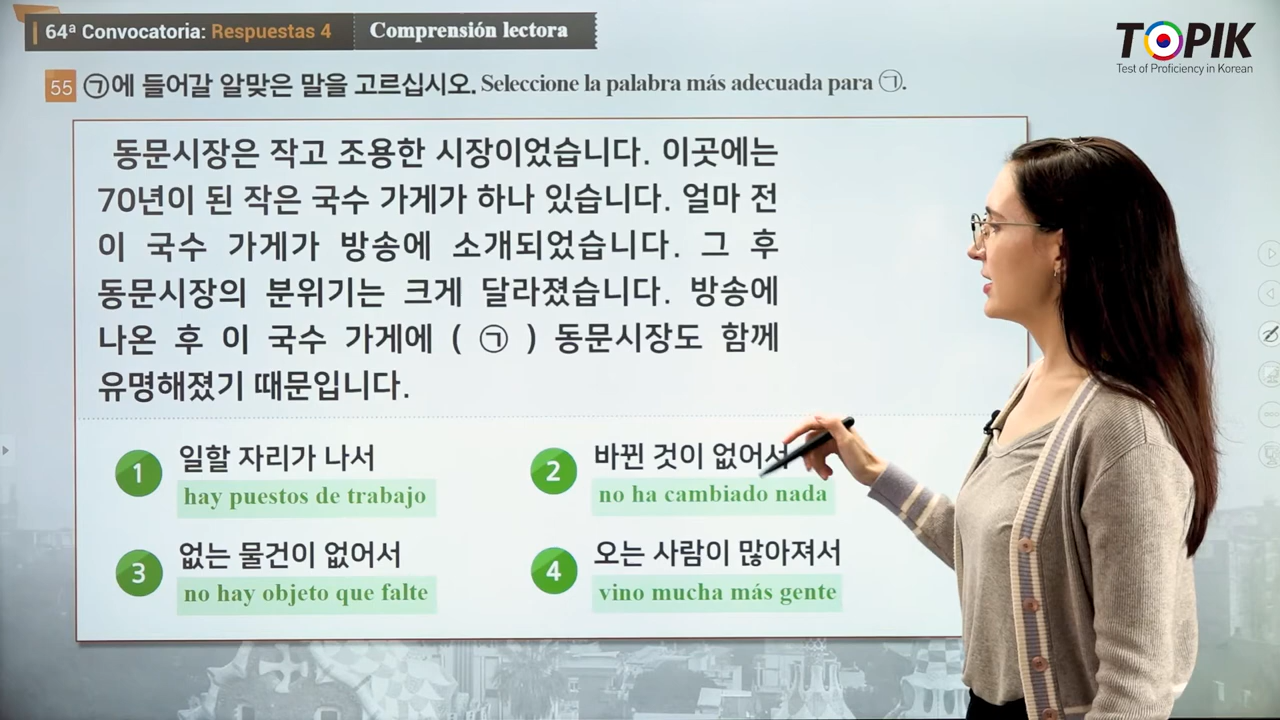 64ª Convocatoria: Respuestas 4 Comprensión lectora
TOPIK
Test of Proficiency in Korean
55 ㉠에 들어갈 알맞은 말을 고르십시오. Seleccione la palabra más adecuada para ㉠.
동문시장은 작고 조용한 시장이었습니다. 이곳에는
70년이 된 작은 국수 가게가 하나 있습니다. 얼마 전
이 국수 가게가 방송에 소개되었습니다. 그 후
동문시장의 분위기는 크게 달라졌습니다. 방송에
나온 후 이 국수 가게에 ( ㉠ ) 동문시장도 함께
유명해졌기 때문입니다.
1 일할 자리가 나서
hay puestos de trabajo
2 바뀐 것이 없어서
no ha cambiado nada
3 없는 물건이 없어서
no hay objeto que falte
4 오는 사람이 많아져서
vino mucha más gente